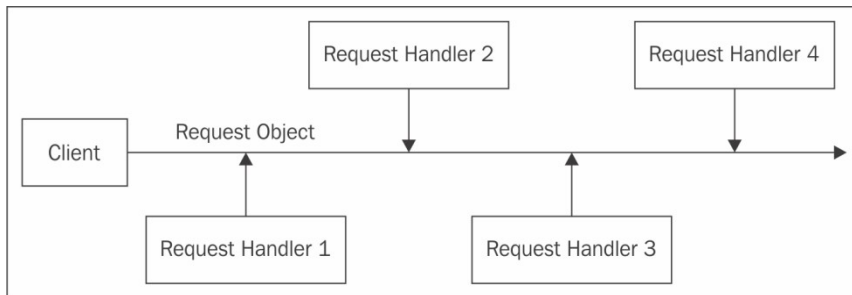 Request Handler 2
Request Handler 4
Request Object
Client
Request Handler 1
Request Handler 3